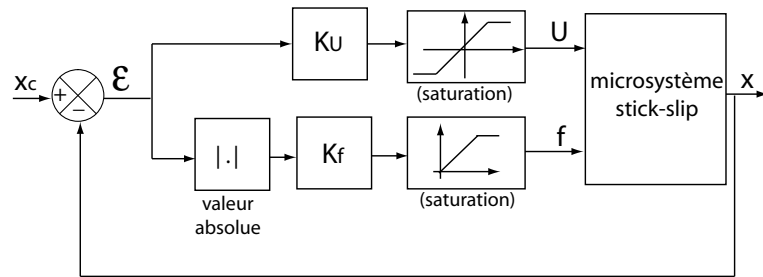 xc
+
−
ε
KU
(saturation)
U
|.|
valeur
absolue
Kf
(saturation)
f
microsystème
stick-slip
x